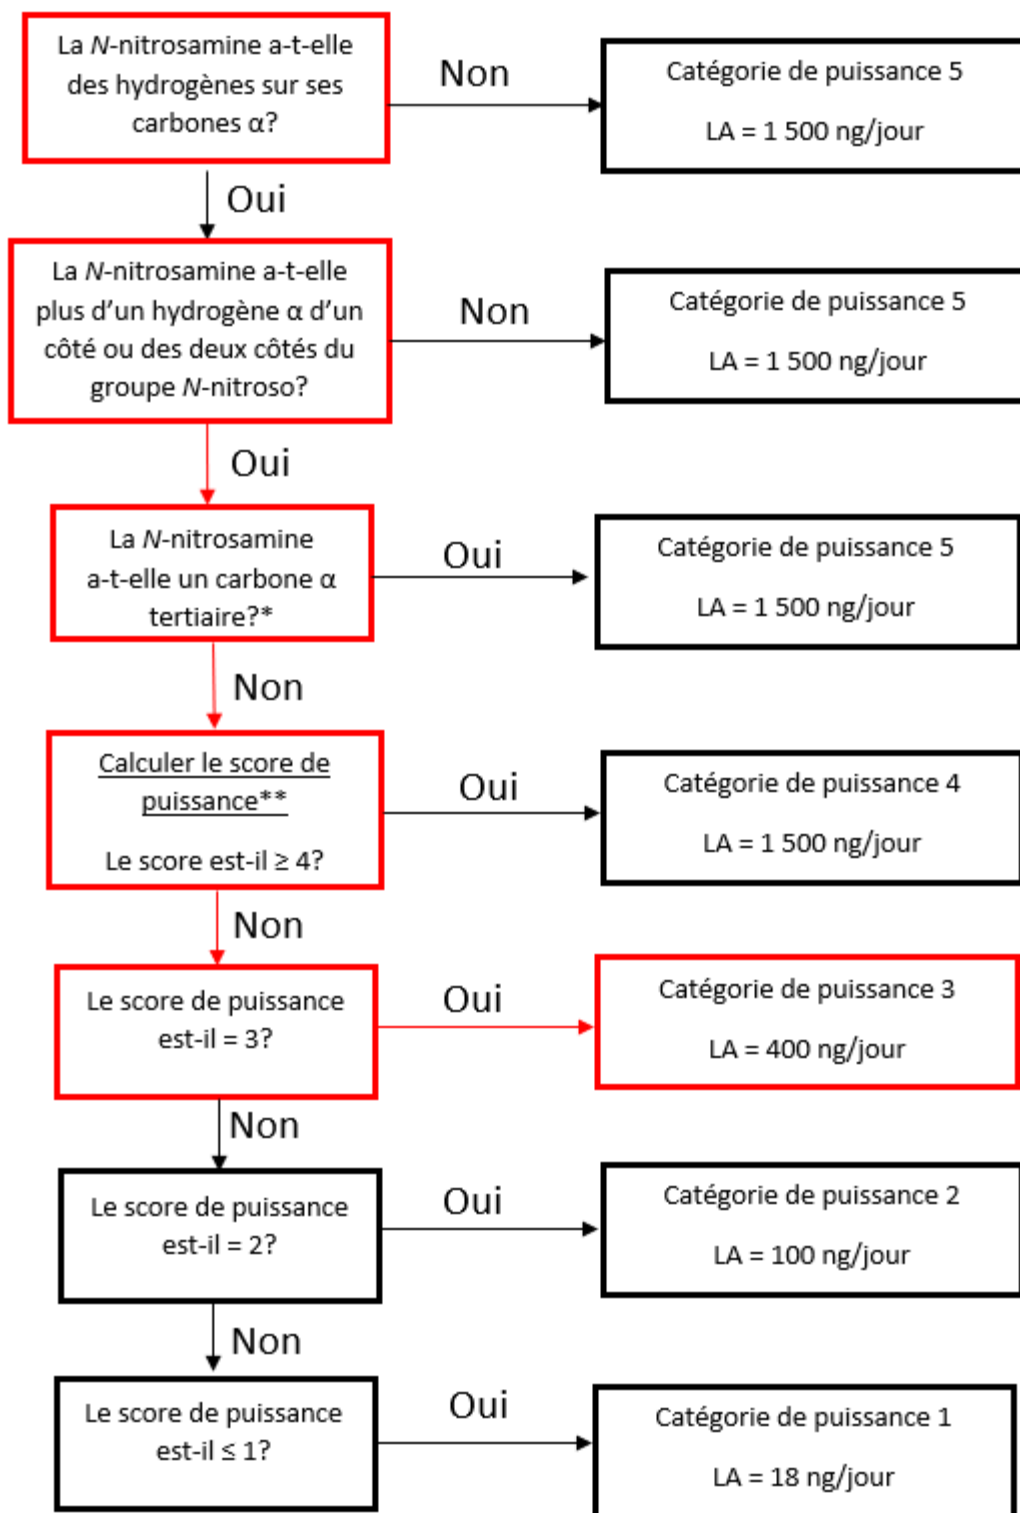 La N-nitrosamine a-t-elle
des hydrogènes sur ses
carbones α?
Non
Catégorie de puissance 5
LA = 1 500 ng/jour
Oui
La N-nitrosamine a-t-elle
plus d’un hydrogène α d’un
côté ou des deux côtés du
groupe N-nitroso?
Non
Catégorie de puissance 5
LA = 1 500 ng/jour
Oui
La N-nitrosamine
a-t-elle un carbone α
tertiaire?*
Oui
Catégorie de puissance 5
LA = 1 500 ng/jour
Non
Calculer le score de
puissance**
Le score est-il ≥ 4?
Oui
Catégorie de puissance 4
LA = 1 500 ng/jour
Non
Le score de puissance
est-il = 3?
Oui
Catégorie de puissance 3
LA = 400 ng/jour
Non
Le score de puissance
est-il = 2?
Oui
Catégorie de puissance 2
LA = 100 ng/jour
Non
Le score de puissance
est-il ≤ 1?
Oui
Catégorie de puissance 1
LA = 18 ng/jour